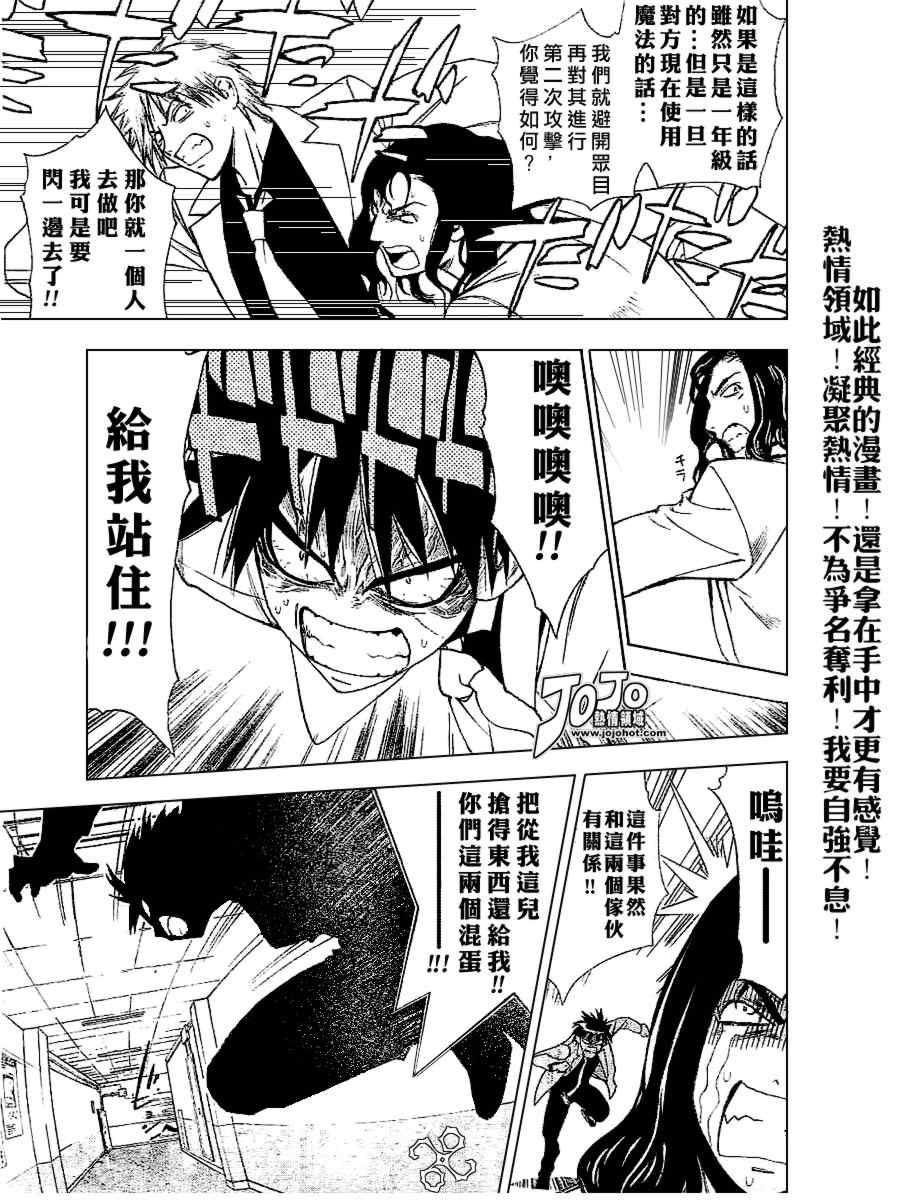 如果是這樣的話
雖然只是一年級
的…但是一旦
對方現在使用
魔法的話…
我們就避開眾目
再對其進行
第二次攻擊，
你覺得如何？
那你就一個人
去做吧
我可是要
閃一邊去了!!
チラ
噢噢噢噢!!
給我站住!!!
JoJo
熱情領域
www.jojohot.com
嗚哇——
這件事果然
和這兩個傢伙
有關係!!
把從我這兒
搶得東西還給我!!
你們這兩個混蛋
——!!!
如此經典的漫畫！還是拿在手中才更有感覺！
熱情領域！凝聚熱情！不為爭名奪利！我要自強不息！